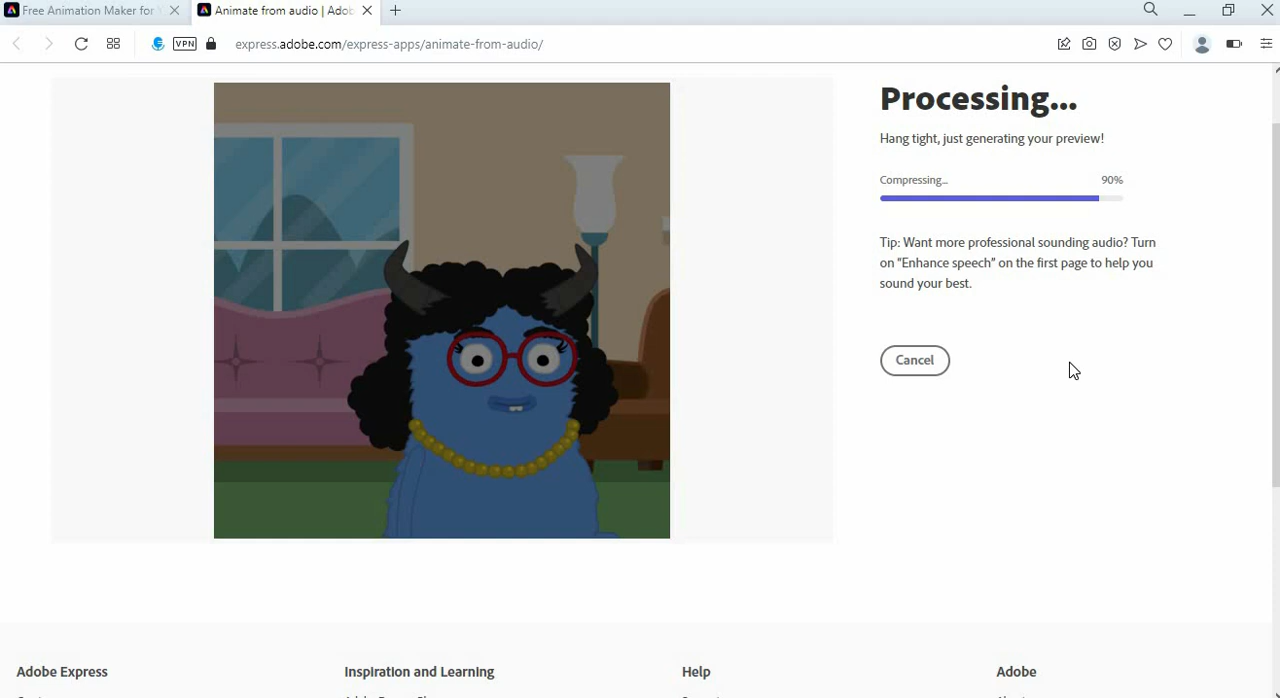 Free Animation Maker for
Animate from audio | Adob
VPN
express.adobe.com/express-apps/animate-from-audio/
Processing...
Hang tight, just generating your preview!
Compressing...
90%
Tip: Want more professional sounding audio? Turn
on "Enhance speech" on the first page to help you
sound your best.
Cancel
Adobe Express
Inspiration and Learning
Help
Adobe